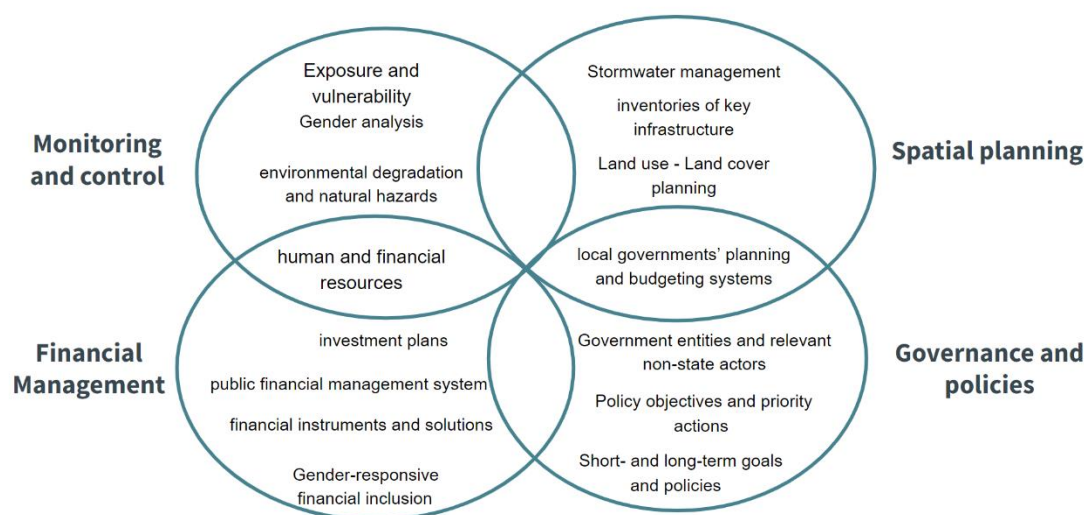 Monitoring
and control
Exposure and
vulnerability
Gender analysis
environmental degradation
and natural hazards
Stormwater management
inventories of key
infrastructure
Land use - Land cover
planning
Spatial planning
human and financial
resources
local governments’ planning
and budgeting systems
Financial
Management
investment plans
public financial management system
financial instruments and solutions
Gender-responsive
financial inclusion
Government entities and relevant
non-state actors
Policy objectives and priority
actions
Short- and long-term goals
and policies
Governance and
policies